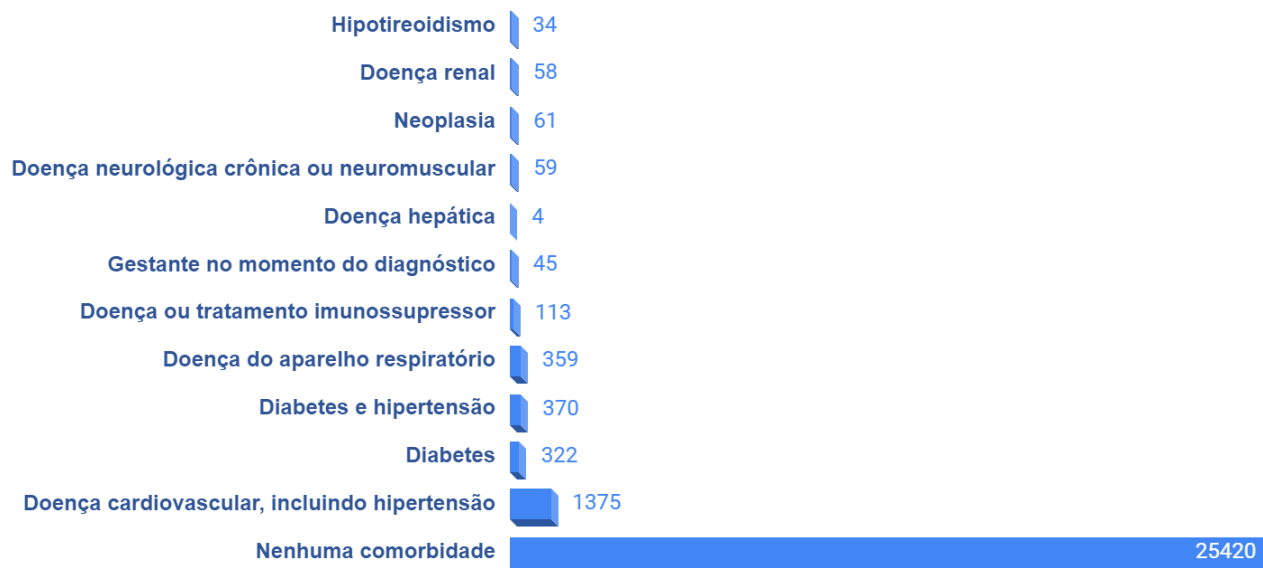 Hipotireoidismo 34
Doença renal 58
Neoplasia 61
Doença neurológica crônica ou neuromuscular 59
Doença hepática 4
Gestante no momento do diagnóstico 45
Doença ou tratamento imunossupressor 113
Doença do aparelho respiratório 359
Diabetes e hipertensão 370
Diabetes 322
Doença cardiovascular, incluindo hipertensão 1375
Nenhuma comorbidade 25420